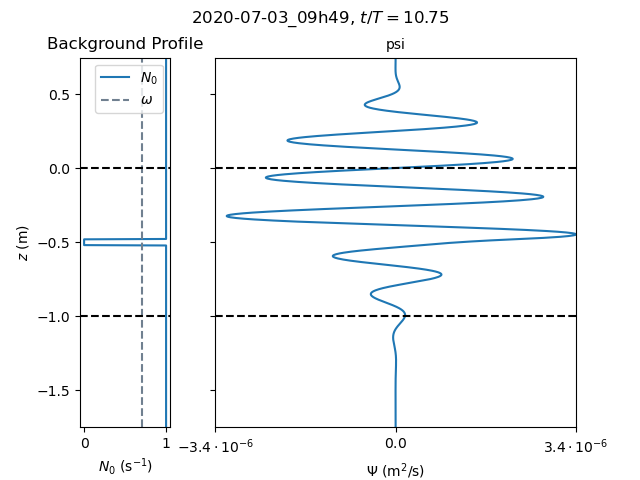 2020-07-03_09h49, t/T = 10.75
Background Profile
psi
N₀
ω
0.5
0.0
−0.5
−1.0
−1.5
z (m)
0
1
N₀ (s⁻¹)
−3.4 · 10⁻⁶
0.0
3.4 · 10⁻⁶
Ψ (m²/s)